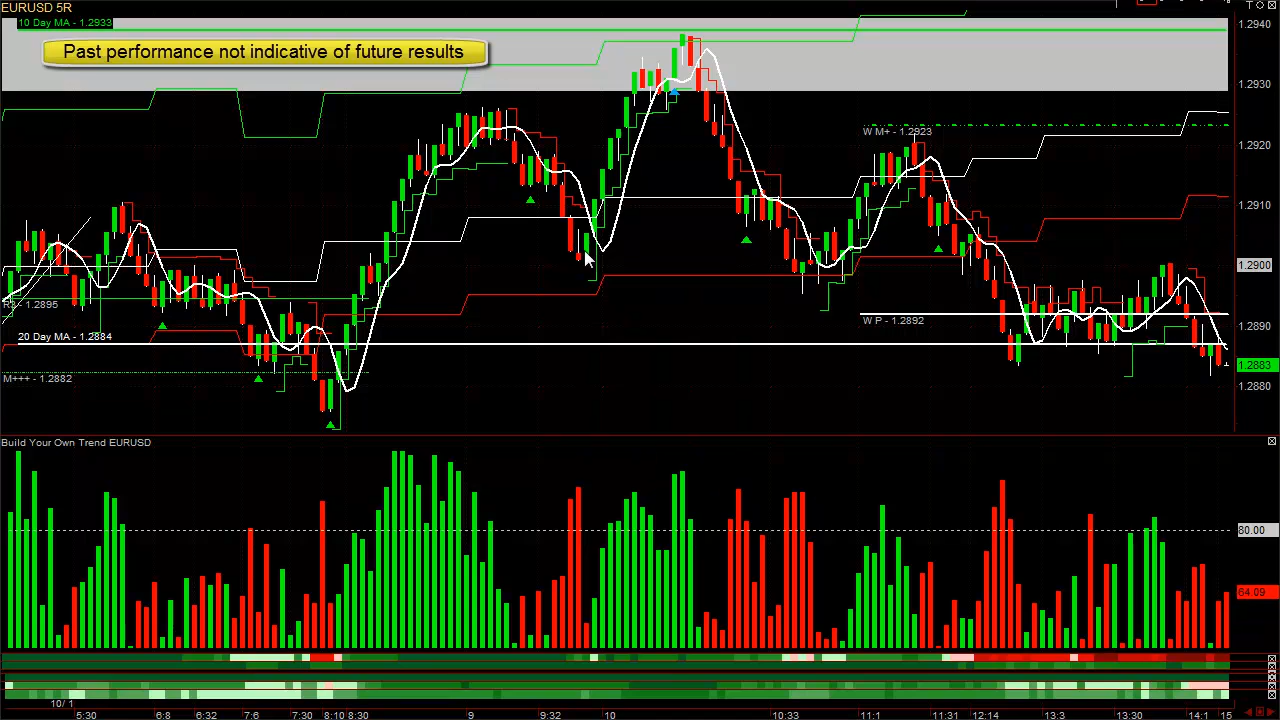 EURUSD 5R
10 Day MA - 1.2933
Past performance not indicative of future results
1.2940
1.2930
W M+ - 1.2923
1.2920
1.2910
1.2900
1.2895
W P - 1.2892
1.2890
20 Day MA - 1.2884
1.2883
M+++ - 1.2882
1.2880
Build Your Own Trend EURUSD
80.00
64.09
10/ 1
5:30 6:8 6:32 7:6 7:30 8:10 8:30 9 9:32 10 10:33 11:1 11:31 12:14 13:3 13:30 14:1 15